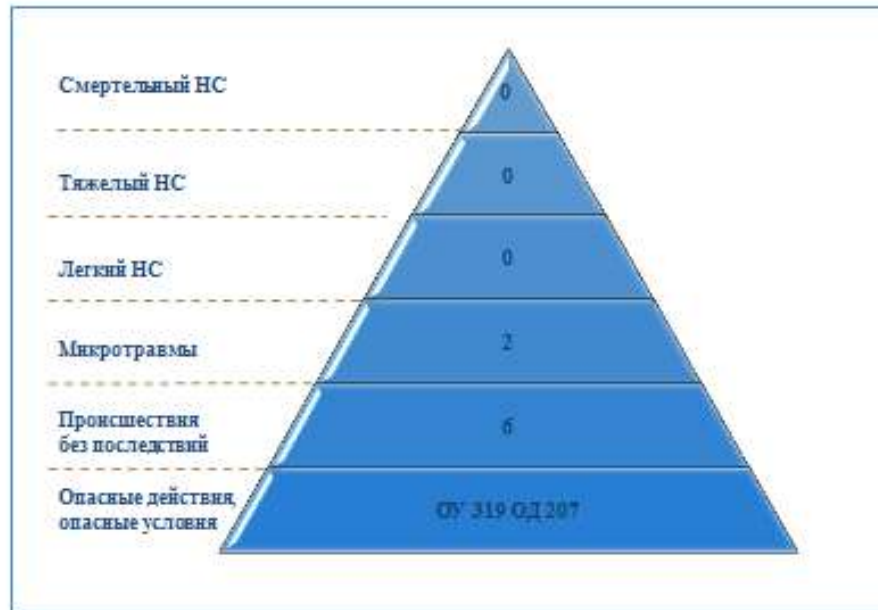 Смертельный НС
0
Тяжелый НС
0
Легкий НС
0
Микротравмы
2
Происшествия
без последствий
6
Опасные действия,
опасные условия
ОУ 319 ОД 207